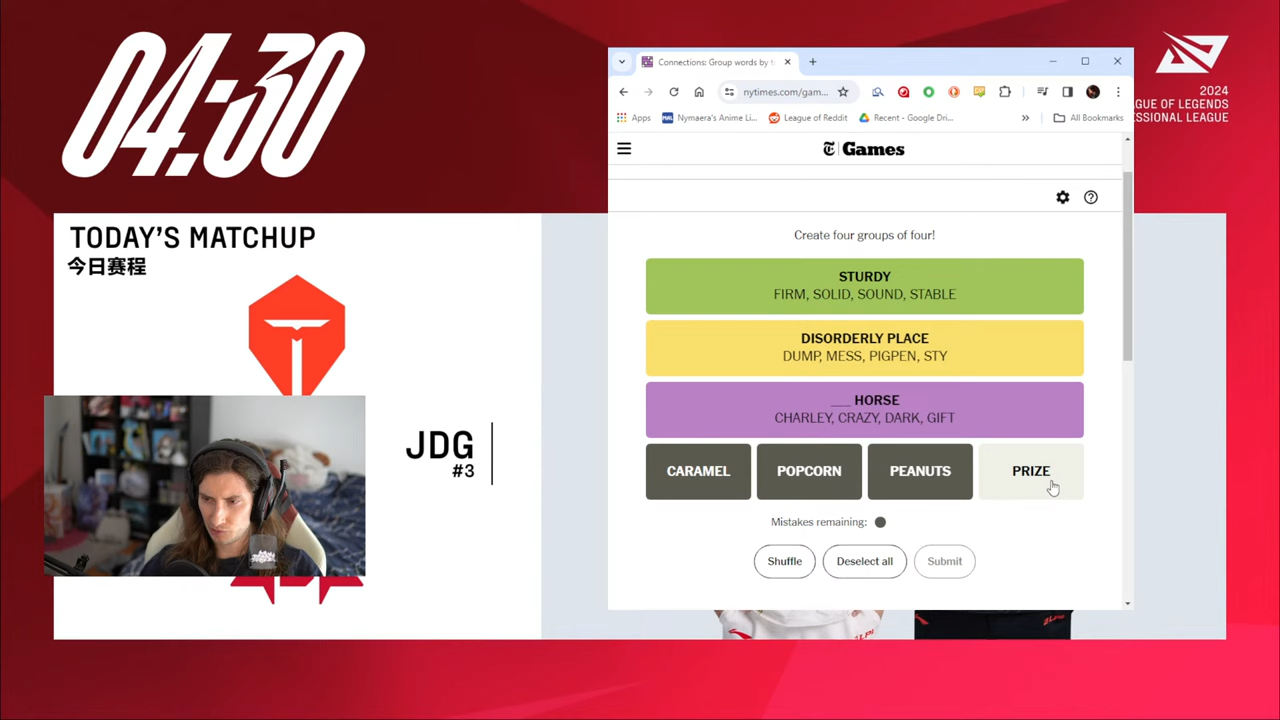 04:30
2024
GUE OF LEGENDS
ESSIONAL LEAGUE
TODAY'S MATCHUP
今日赛程
JDG
#3
Connections: Group words by t
nytimes.com/gam...
Apps
Nymaera's Anime Li...
League of Reddit
Recent - Google Dri...
All Bookmarks
Games
Create four groups of four!
STURDY
FIRM, SOLID, SOUND, STABLE
DISORDERLY PLACE
DUMP, MESS, PIGPEN, STY
___ HORSE
CHARLEY, CRAZY, DARK, GIFT
CARAMEL
POPCORN
PEANUTS
PRIZE
Mistakes remaining:
Shuffle
Deselect all
Submit